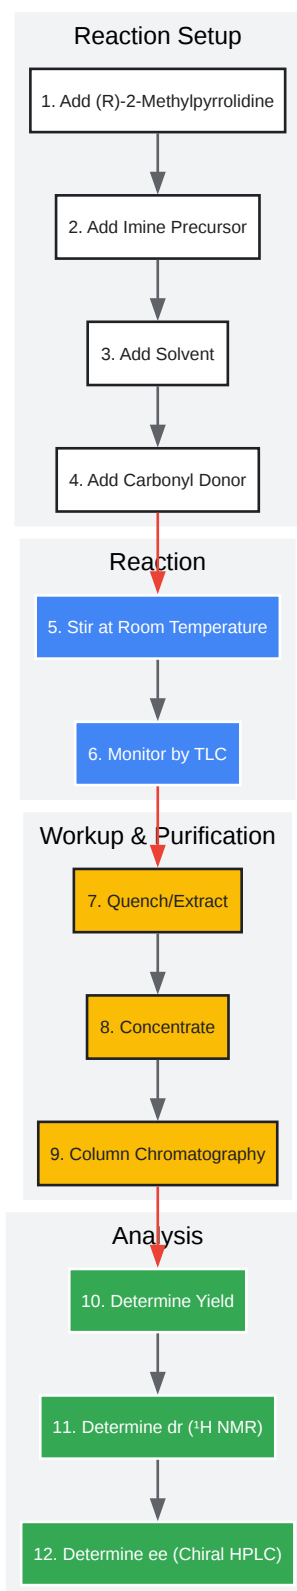 Reaction Setup
1. Add (R)-2-Methylpyrrolidine
2. Add Imine Precursor
3. Add Solvent
4. Add Carbonyl Donor
Reaction
5. Stir at Room Temperature
6. Monitor by TLC
Workup & Purification
7. Quench/Extract
8. Concentrate
9. Column Chromatography
Analysis
10. Determine Yield
11. Determine dr (¹H NMR)
12. Determine ee (Chiral HPLC)